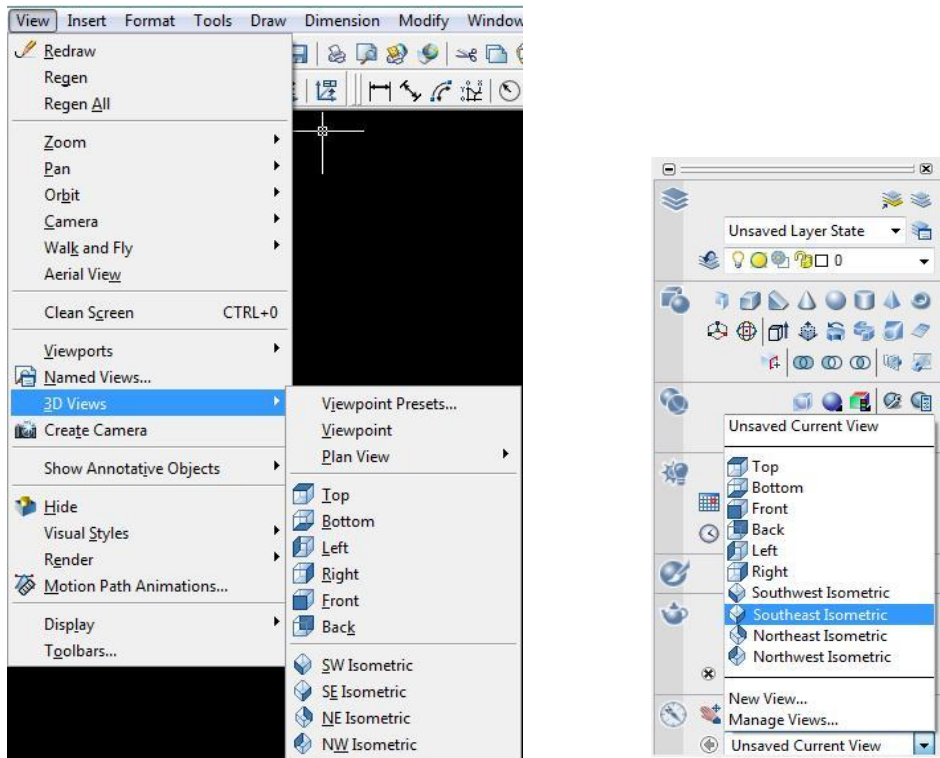 View Insert Format Tools Draw Dimension Modify Window
Redraw
Regen
Regen All
Zoom
Pan
Orbit
Camera
Walk and Fly
Aerial View
Clean Screen CTRL+0
Viewports
Named Views...
3D Views
Create Camera
Show Annotative Objects
Hide
Visual Styles
Render
Motion Path Animations...
Display
Toolbars...
Viewpoint Presets...
Viewpoint
Plan View
Top
Bottom
Left
Right
Front
Back
SW Isometric
SE Isometric
NE Isometric
NW Isometric
Unsaved Layer State
0
Unsaved Current View
Top
Bottom
Front
Back
Left
Right
Southwest Isometric
Southeast Isometric
Northeast Isometric
Northwest Isometric
New View...
Manage Views...
Unsaved Current View